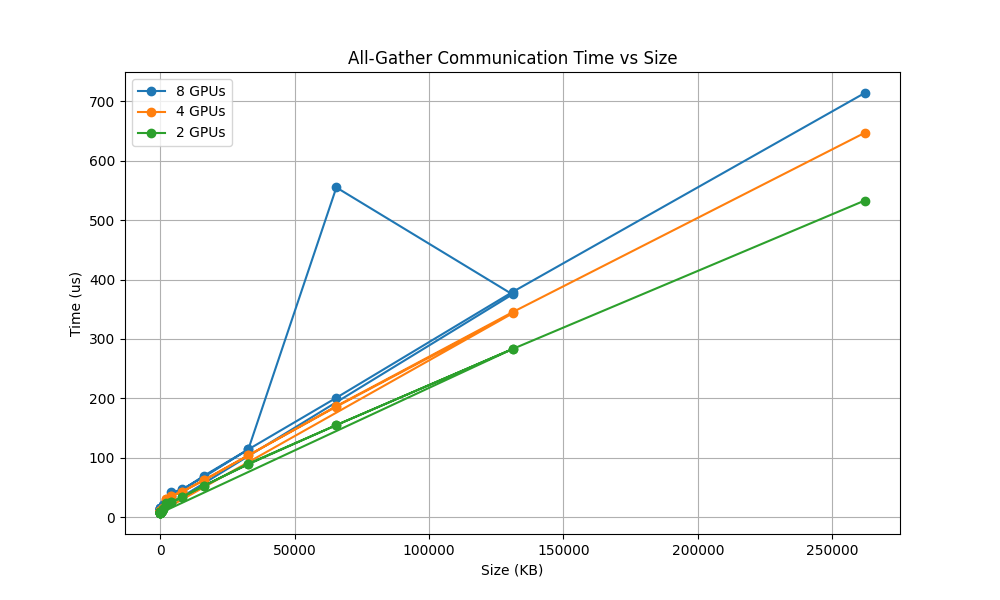 All-Gather Communication Time vs Size
8 GPUs
4 GPUs
2 GPUs
700
600
500
400
300
200
100
0
Time (us)
0 50000 100000 150000 200000 250000
Size (KB)